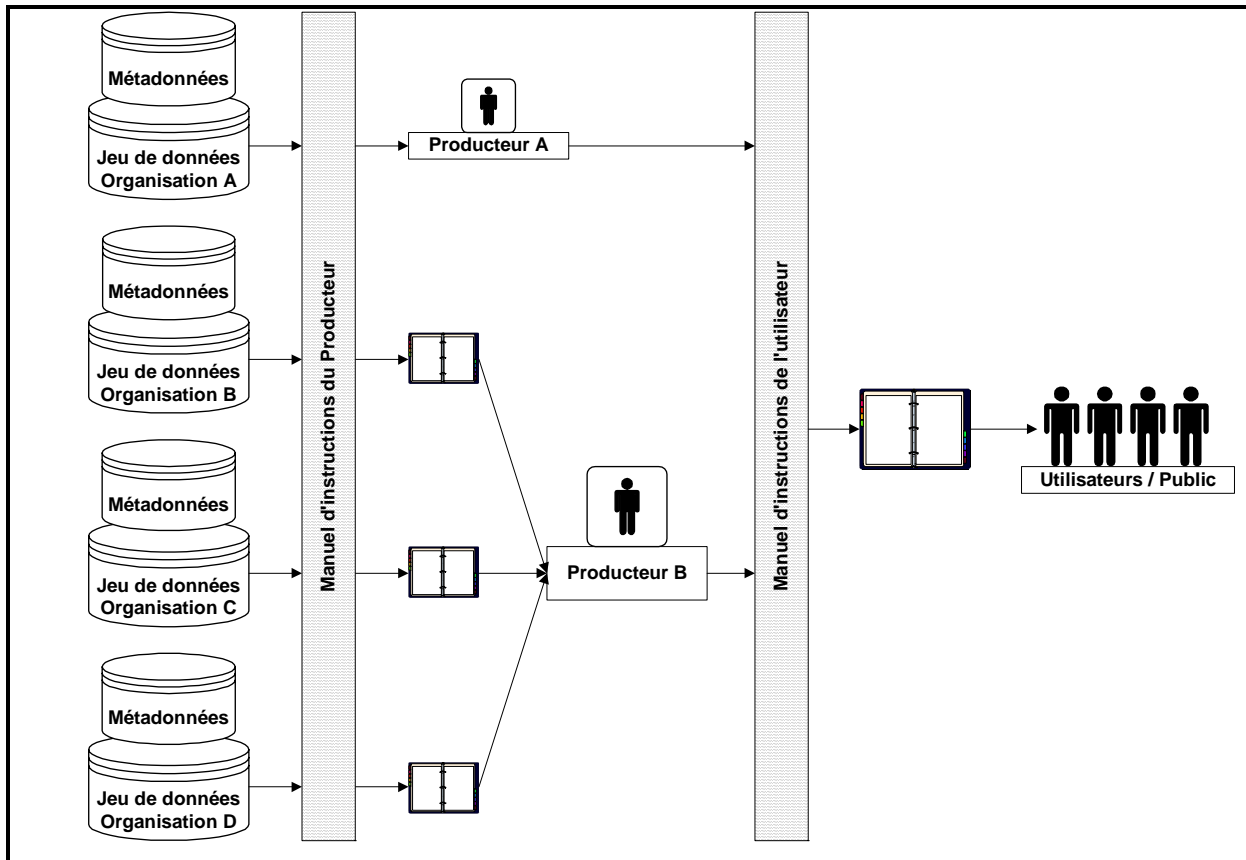 Métadonnées
Jeu de données
Organisation A
Métadonnées
Jeu de données
Organisation B
Métadonnées
Jeu de données
Organisation C
Métadonnées
Jeu de données
Organisation D
Manuel d'instructions du Producteur
Producteur A
Producteur B
Manuel d'instructions de l'utilisateur
Utilisateurs / Public